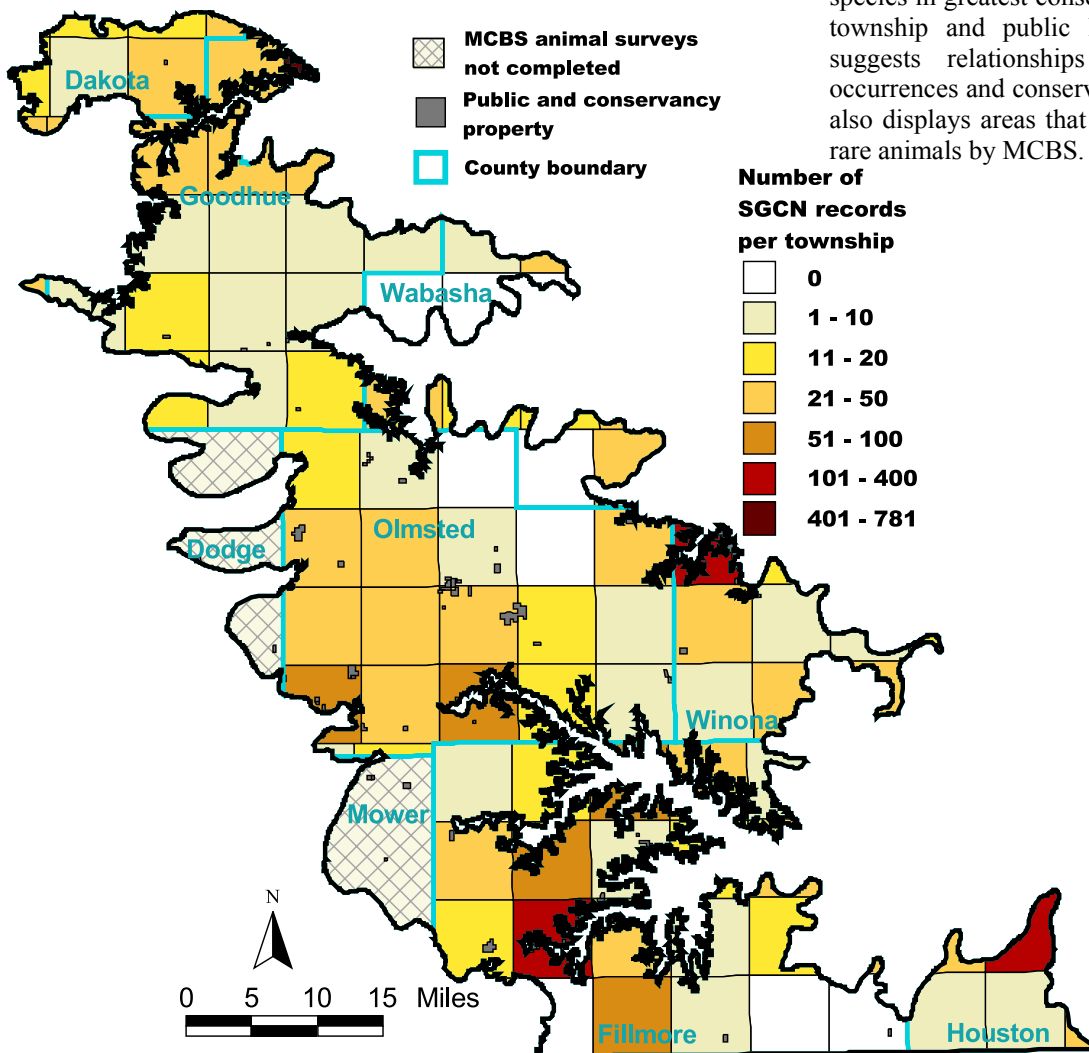 species in greatest conse
township and public
suggests relationships
occurrences and conserv
also displays areas that
rare animals by MCBS.
MCBS animal surveys
not completed
Public and conservancy
property
County boundary
Number of
SGCN records
per township
0
1 - 10
11 - 20
21 - 50
51 - 100
101 - 400
401 - 781
Dakota
Goodhue
Wabasha
Olmsted
Dodge
Winona
Mower
Fillmore
Houston
N
0 5 10 15 Miles